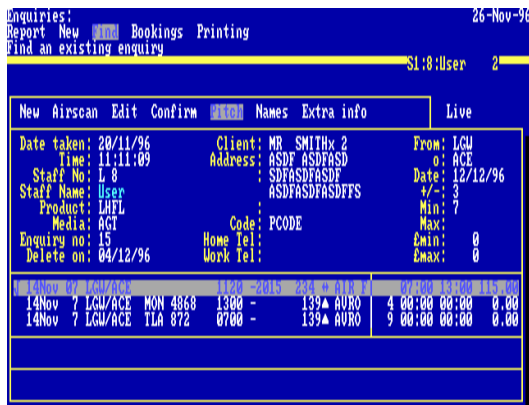 Enquiries: 26-Nov-96
Report New Find Bookings Printing
Find an existing enquiry
S1:8:User 2
New Airscan Edit Confirm Pitch Names Extra info Live
Date taken: 20/11/96 Client: MR SMITHx 2 From: LGW
Time: 11:11:09 Address: ASDF ASDFASD o: ACE
Staff No: L 8 : SDFASDFASDF Date: 12/12/96
Staff Name: User ASDFASDASDFFS +/-: 3
Product: LHFL : Min: 7
Media: AGT Code: PCODE Max:
Enquiry no: 15 Home Tel: £min: 0
Delete on: 04/12/96 Work Tel: £max: 0
14Nov 07 LGW/ACE 1120 -2015 234 ↔ AIR F 07:00 13:00 115.00
14Nov 7 LGW/ACE MON 4868 1300 - 139▲ AVRO 4 00:00 00:00 0.00
14Nov 7 LGW/ACE TLA 872 0700 - 139▲ AVRO 9 00:00 00:00 0.00